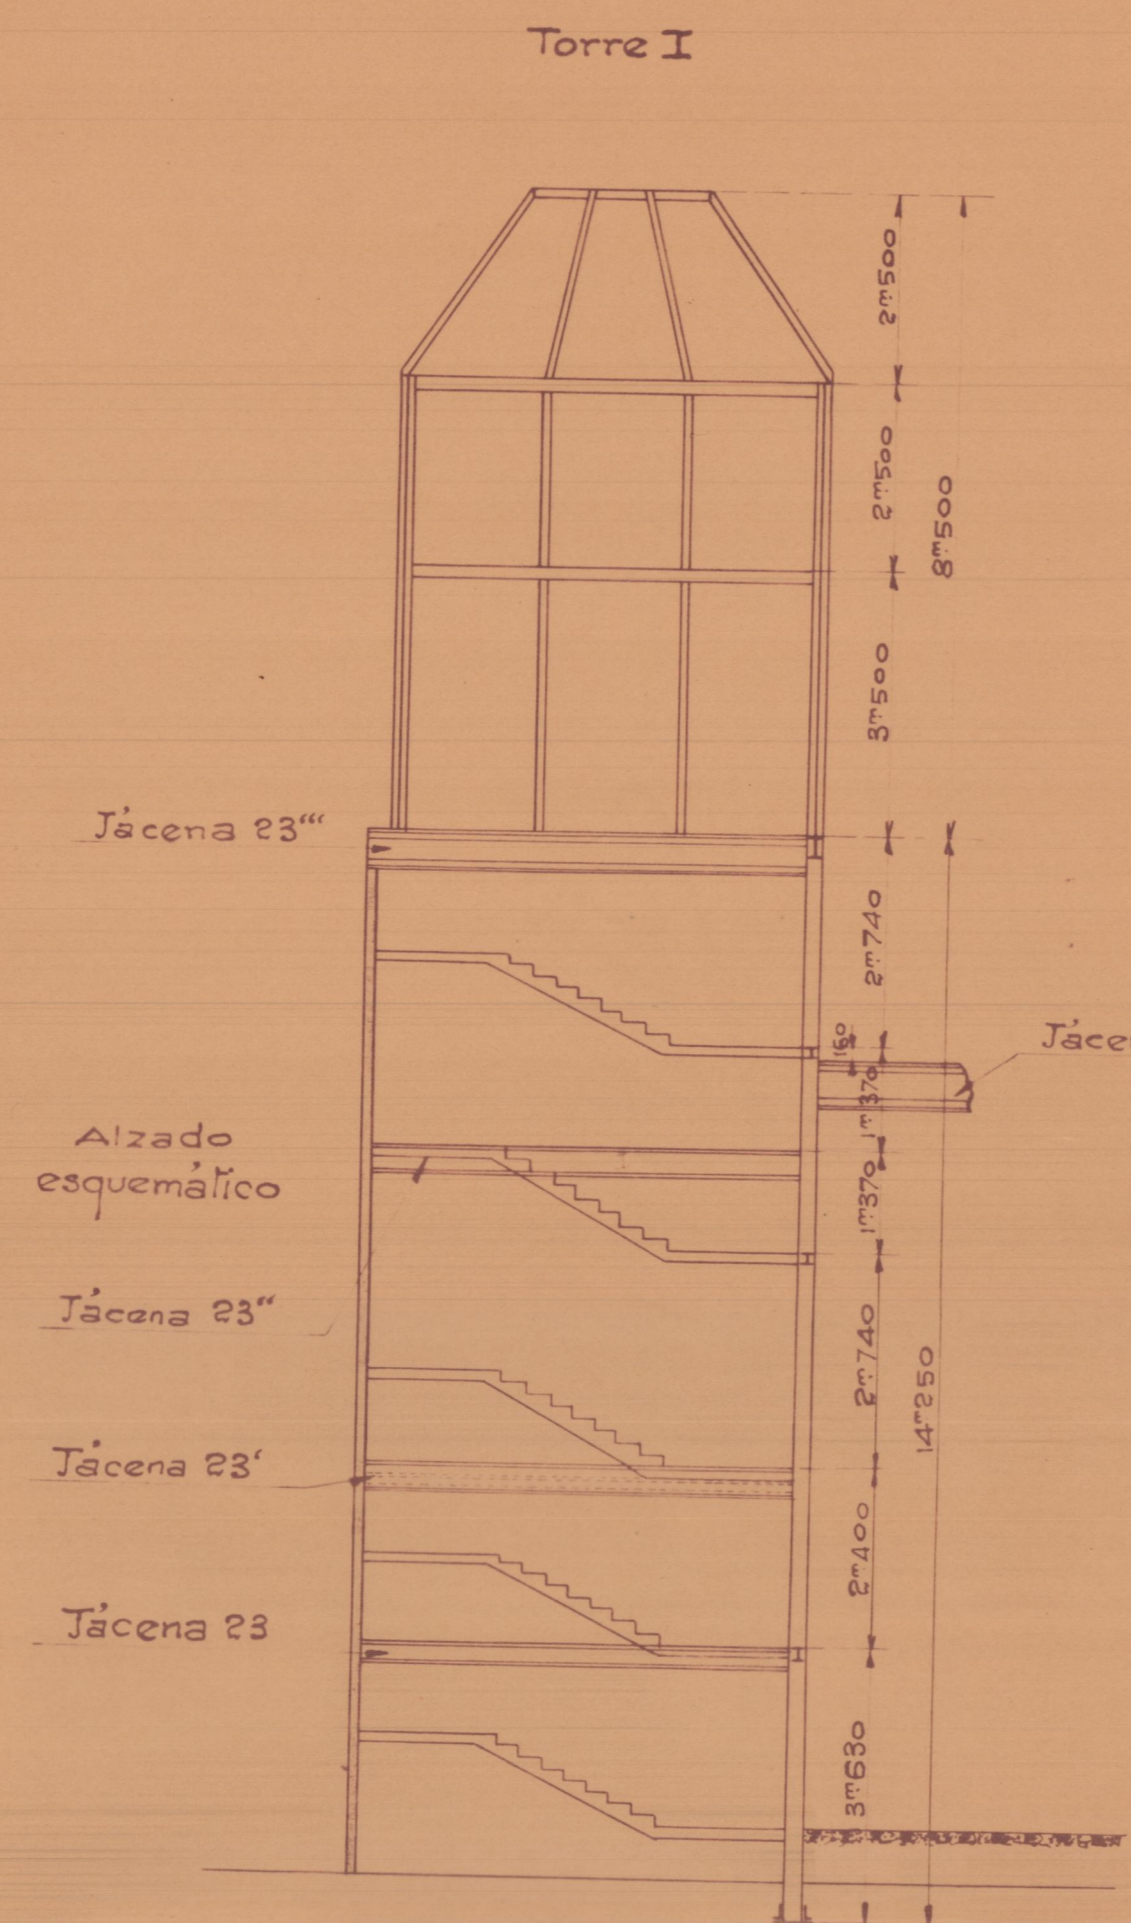 Torre I
2m500
2m500
8m500
3m500
Jácena 23‴
2m740
160
Jáce
1m370
Alzado
esquemático
1m370
Jácena 23″
2m740
14m250
Jácena 23′
2m400
Jácena 23
3m630